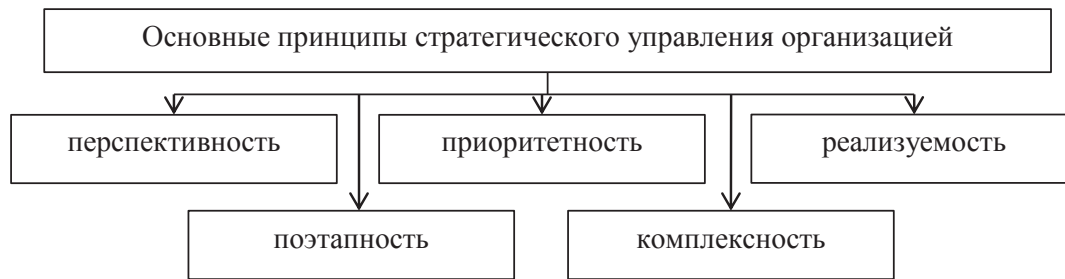 Основные принципы стратегического управления организацией
перспективность
приоритетность
реализуемость
поэтапность
комплексность